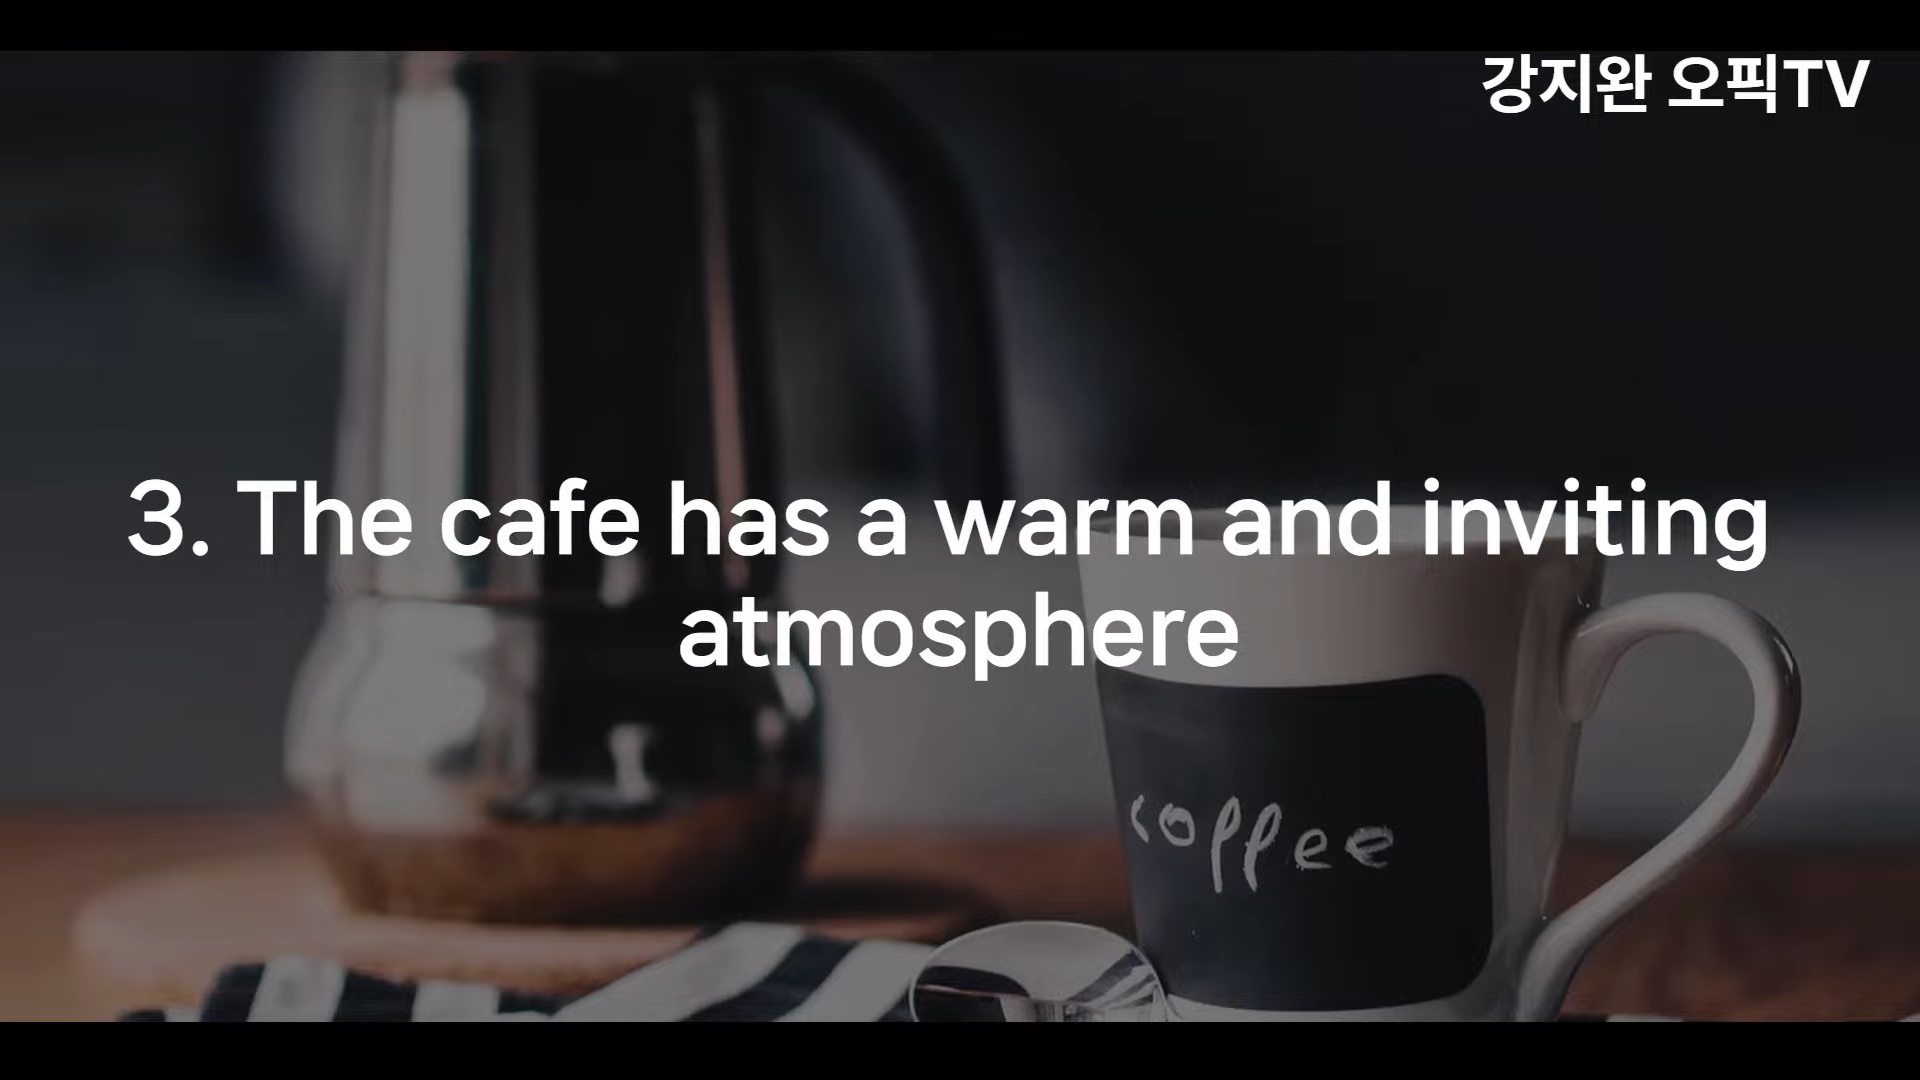 강지완 오픽TV
3. The cafe has a warm and inviting
atmosphere
coffee